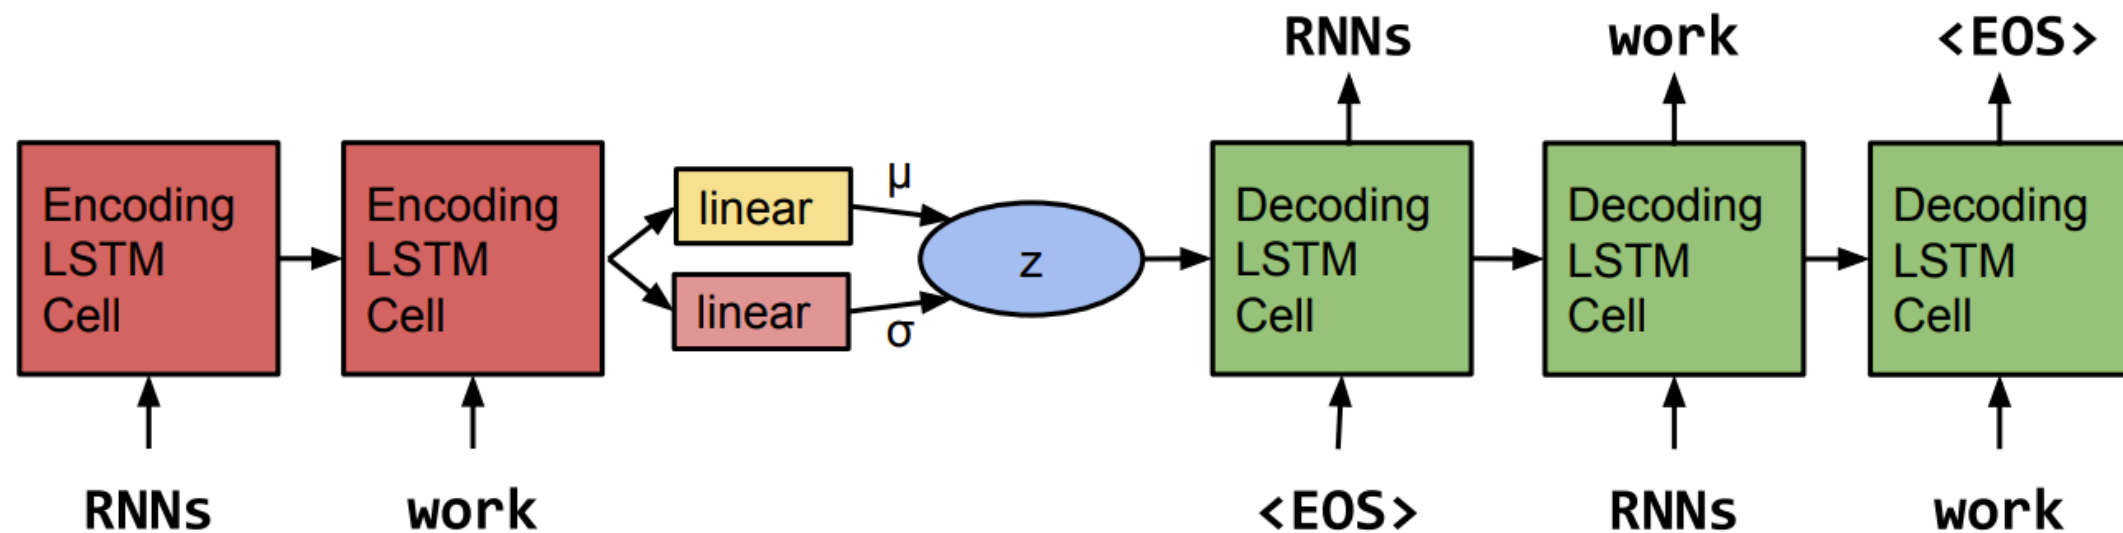 RNNs work <EOS>
Encoding
LSTM
Cell
Encoding
LSTM
Cell
linear
μ
linear
σ
z
Decoding
LSTM
Cell
Decoding
LSTM
Cell
Decoding
LSTM
Cell
RNNs work <EOS> RNNs work